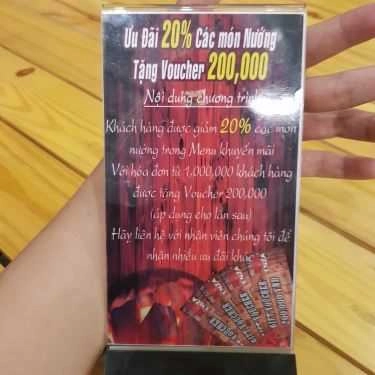 Ưu Đãi 20% Các món Nướng
Tặng Voucher 200,000
Nội dung chương trình
Khách hàng được giảm 20% các món
nướng trong Menu khuyến mãi
Với hóa đơn từ 1,000,000 khách hàng
được tặng Voucher 200,000
(áp dụng cho lần sau)
Hãy liên hệ với nhân viên chúng tôi để
nhận nhiều ưu đãi khác
VOUCHER
GIFT VOUCHER